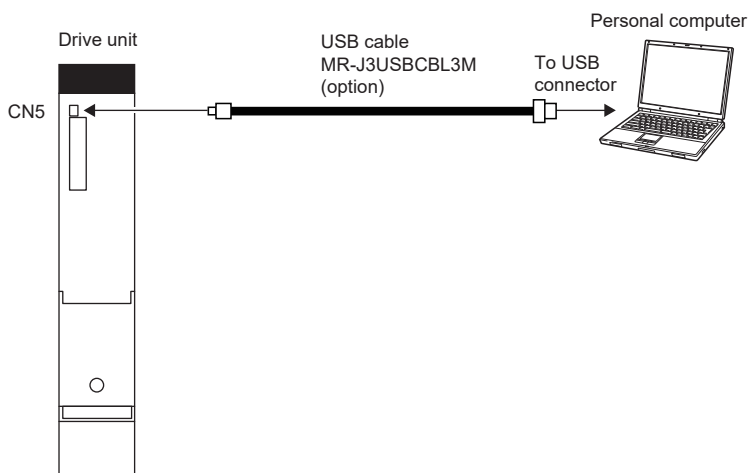 Personal computer
Drive unit
USB cable
MR-J3USBCBL3M
(option)
To USB
connector
CN5